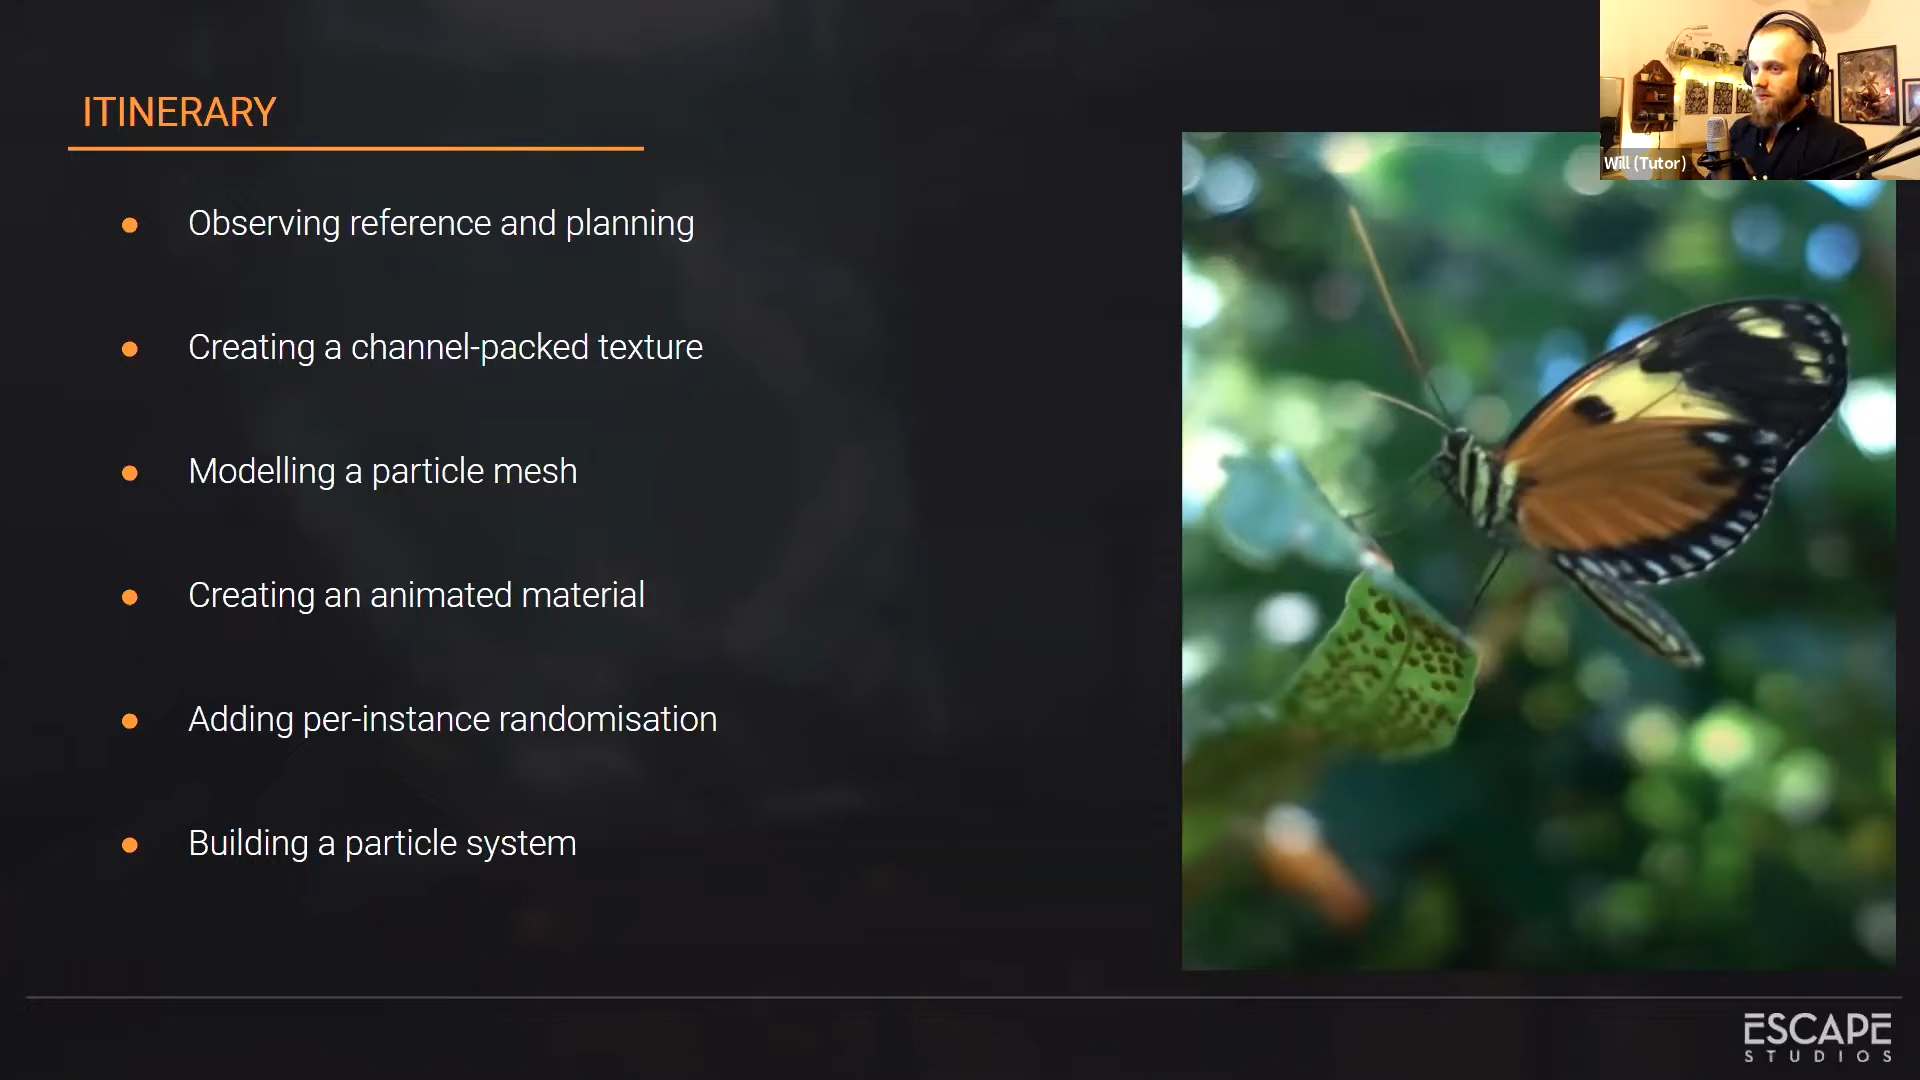 ITINERARY
Observing reference and planning
Creating a channel-packed texture
Modelling a particle mesh
Creating an animated material
Adding per-instance randomisation
Building a particle system
Will (Tutor)
ESCAPE
STUDIOS